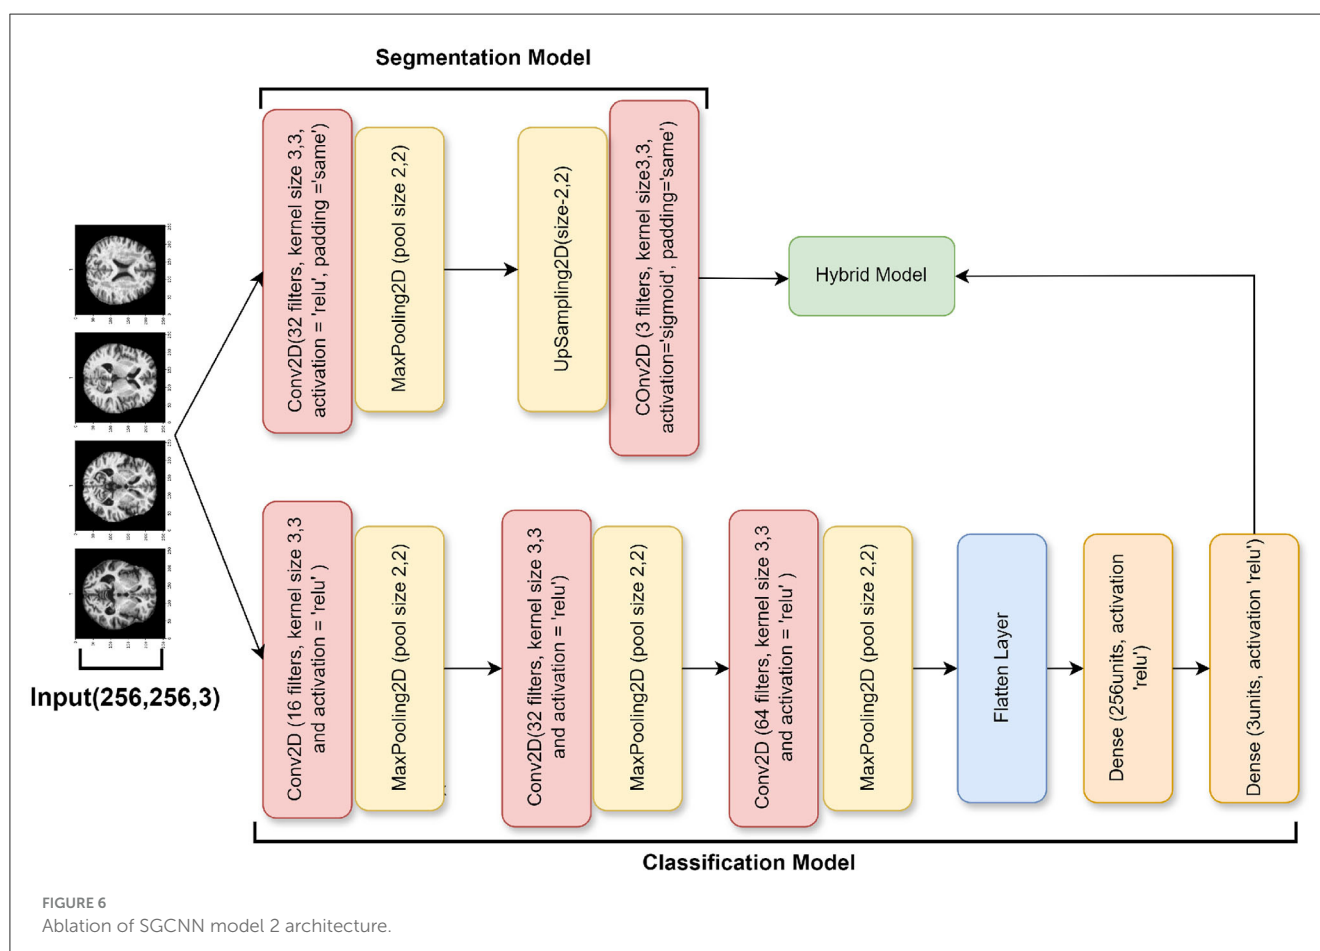 Segmentation Model
Conv2D(32 filters, kernel size 3,3,
activation = 'relu', padding ='same')
MaxPooling2D (pool size 2,2)
UpSampling2D(size-2,2)
COnv2D (3 filters, kernel size3,3,
activation='sigmoid', padding='same')
Hybrid Model
Input(256,256,3)
Conv2D (16 filters, kernel size 3,3
and activation = 'relu' )
MaxPooling2D (pool size 2,2)
Conv2D(32 filters, kernel size 3,3
and activation = 'relu')
MaxPooling2D (pool size 2,2)
Conv2D (64 filters, kernel size 3,3
and activation = 'relu' )
MaxPooling2D (pool size 2,2)
Flatten Layer
Dense (256units, activation
'relu')
Dense (3units, activation 'relu')
Classification Model
FIGURE 6
Ablation of SGCNN model 2 architecture.